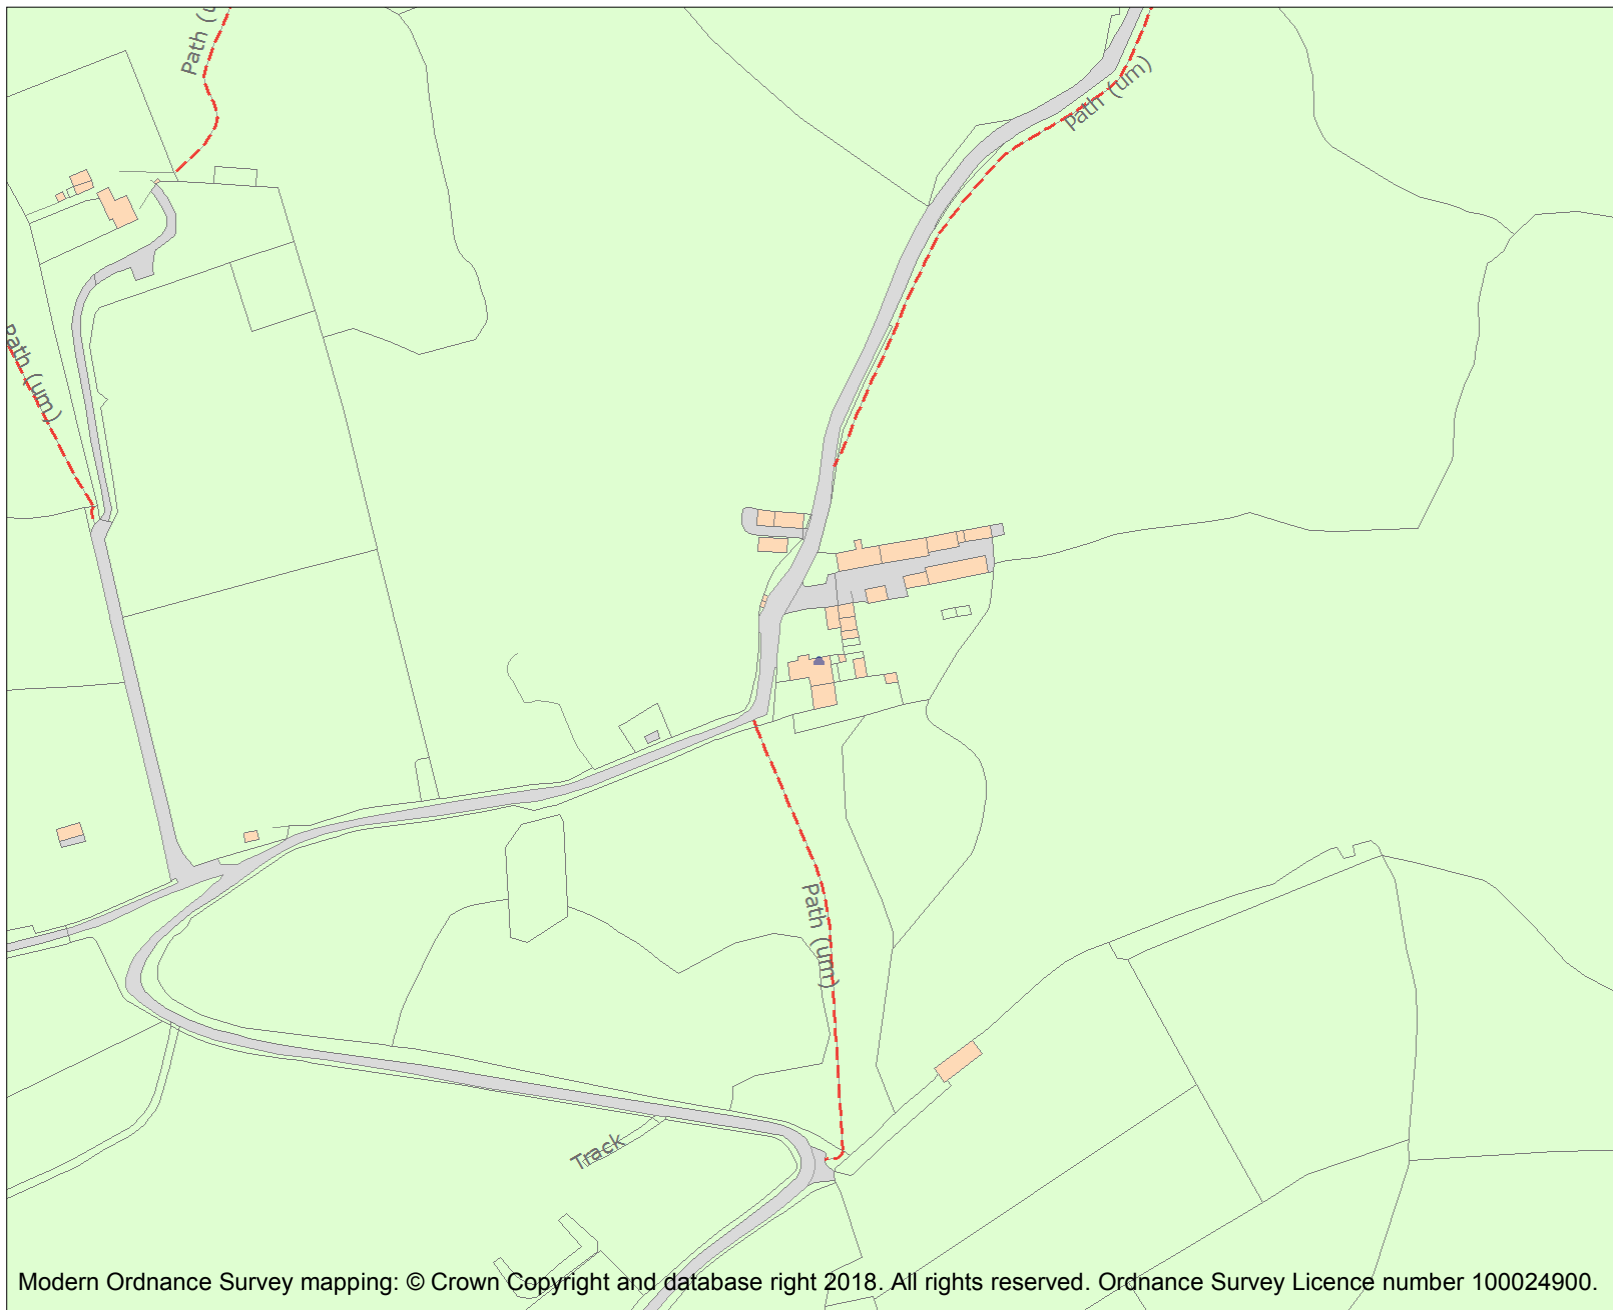 Path (u
Path (um)
Path (um)
Path (um)
Track
Modern Ordnance Survey mapping: © Crown Copyright and database right 2018. All rights reserved. Ordnance Survey Licence number 100024900.